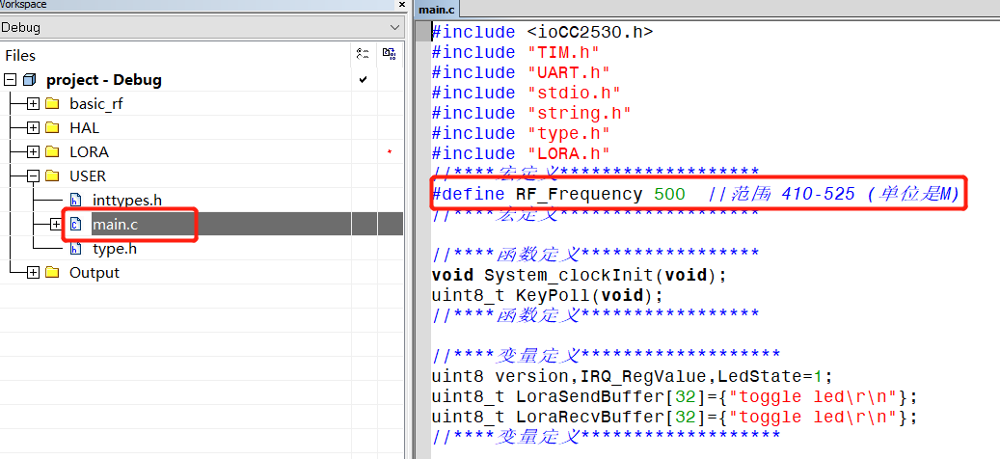 Workspace
Debug
Files
project - Debug
basic_rf
HAL
LORA
USER
inttypes.h
main.c
type.h
Output
main.c
#include <ioCC2530.h>
#include "TIM.h"
#include "UART.h"
#include "stdio.h"
#include "string.h"
#include "type.h"
#include "LORA.h"
//****宏定义*******************
#define RF_Frequency 500  //范围 410-525 (单位是M)
//****宏定义*******************
//****函数定义*****************
void System_clockInit(void);
uint8_t KeyPoll(void);
//****函数定义*****************
//****变量定义*******************
uint8 version,IRQ_RegValue,LedState=1;
uint8_t LoraSendBuffer[32]={"toggle led\r\n"};
uint8_t LoraRecvBuffer[32]={"toggle led\r\n"};
//****变量定义*******************